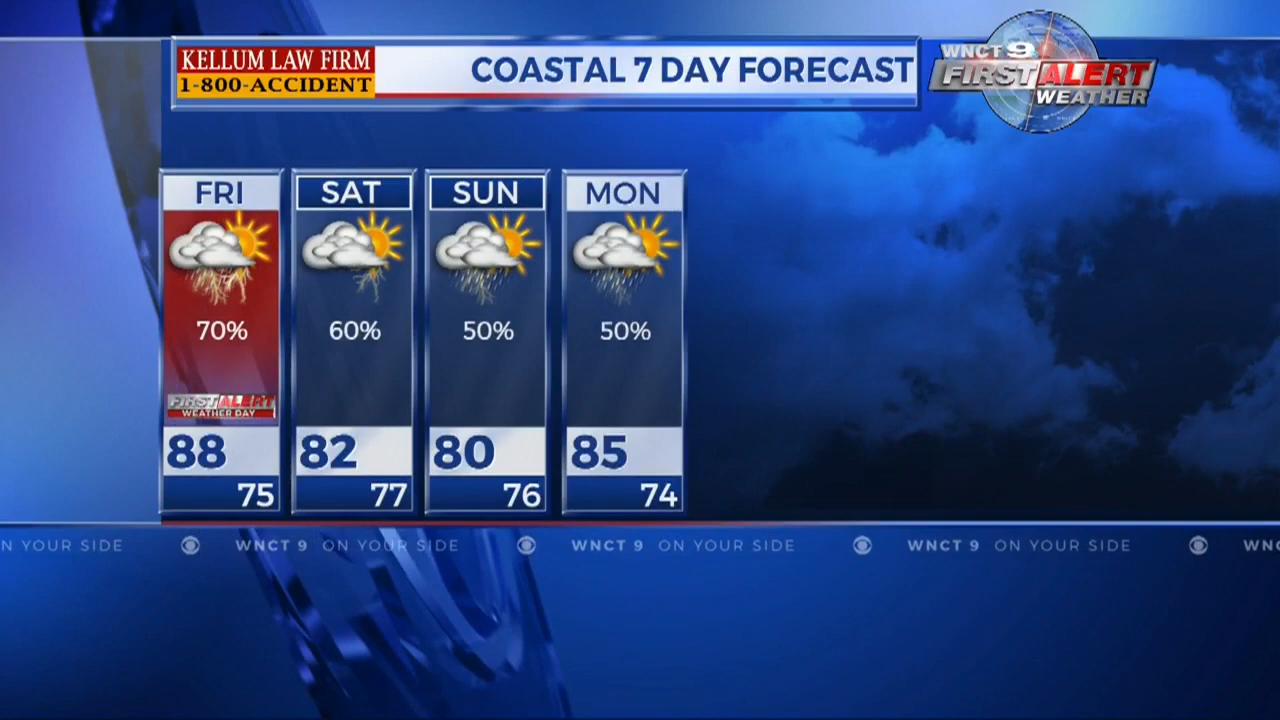 KELLUM LAW FIRM
1-800-ACCIDENT
COASTAL 7 DAY FORECAST
WNCT 9
FIRST ALERT
WEATHER
FRI
SAT
SUN
MON
70%
60%
50%
50%
FIRST ALERT
WEATHER DAY
88
82
80
85
75
77
76
74
N YOUR SIDE WNCT 9 ON YOUR SIDE WNCT 9 ON YOUR SIDE WNCT 9 ON YOUR SIDE WNC